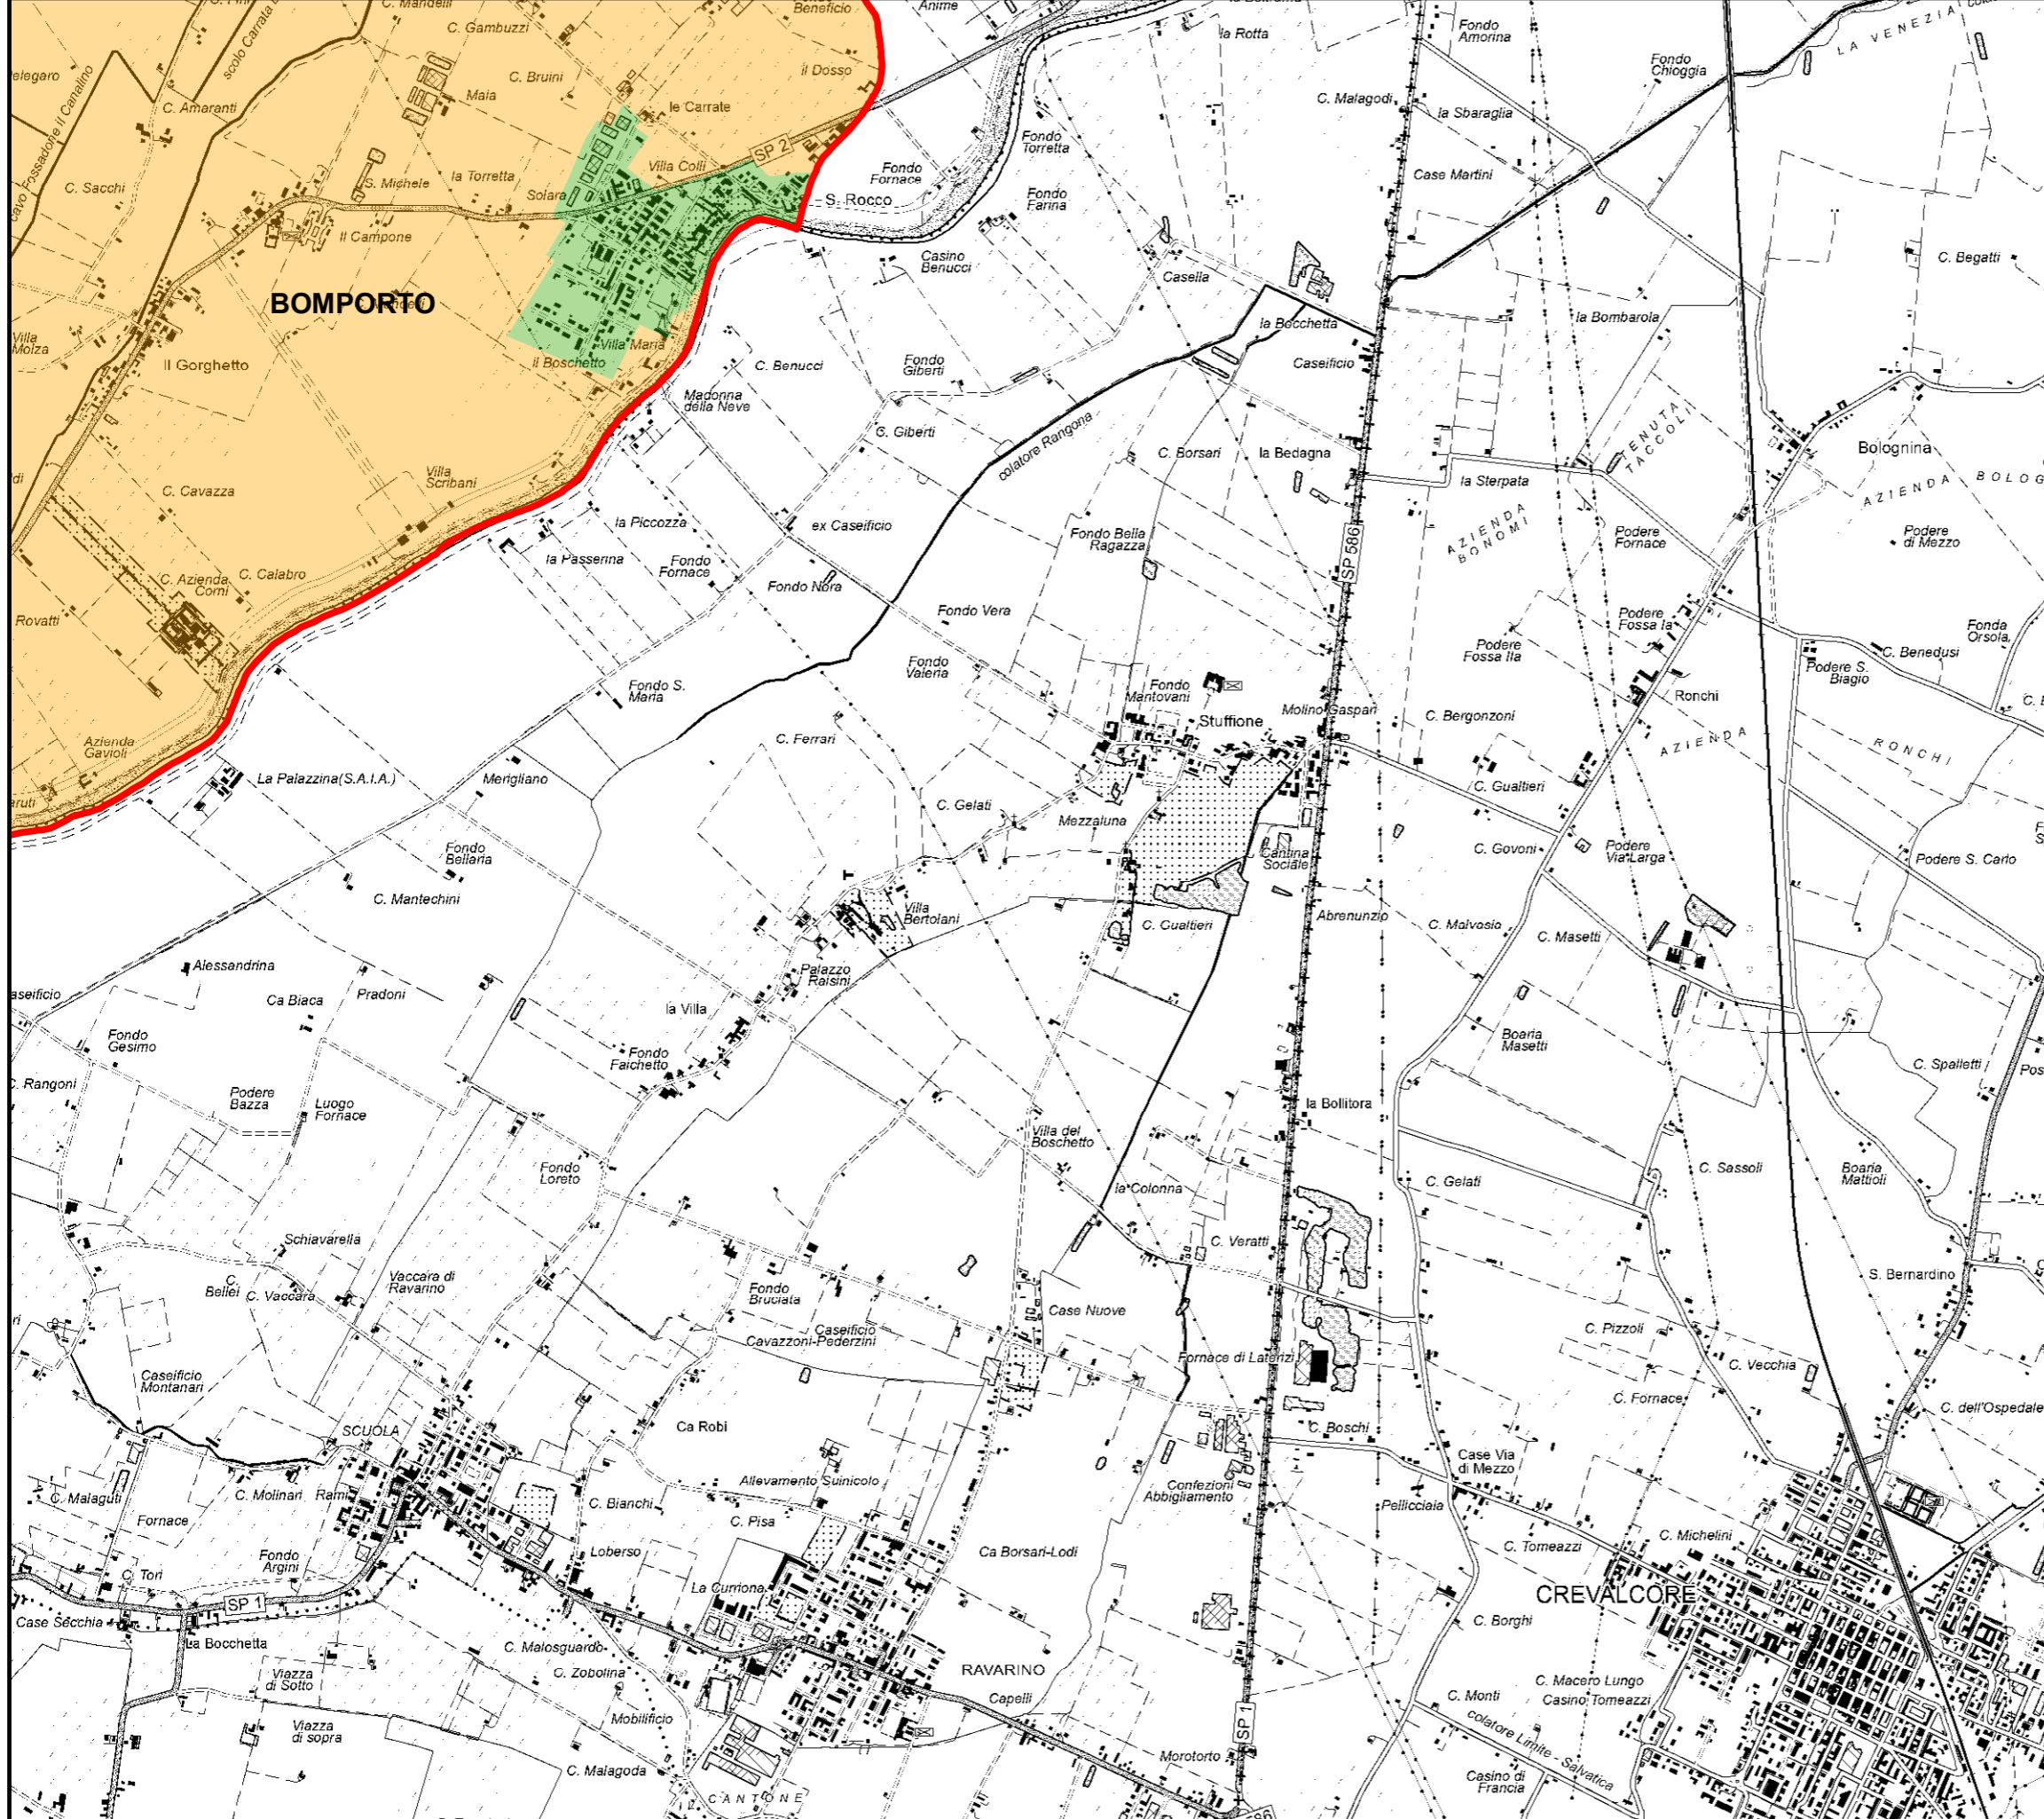 C. Mandelli
Beneficio
Anime
C. Gambuzzi
la Rotta
Fondo
Amorina
LA VENEZIA
scolo Carrata
il Dosso
C. Bruini
Fondo
Chioggia
C. Amaranti
Maia
le Carrate
C. Malagodi
la Sbaraglia
cavo Fossadone il Canalino
SP 2
Fondo
Torretta
Villa Colli
Fondo
Fornace
Case Martini
C. Sacchi
S. Michele
la Torretta
Solara
S. Rocco
Fondo
Farina
Il Campone
Casino
Benucci
Casella
C. Begatti
BOMPORTO
la Bombarola
la Bocchetta
Villa
Molza
Villa Maria
il Boschetto
Il Gorghetto
C. Benucci
Fondo
Giberti
Caseificio
Madonna
della Neve
TENUTA
TACCOLI
C. Giberti
colatore Rangona
C. Borsari
la Bedagna
Bolognina
Villa
Scribani
C. Cavazza
la Sterpata
AZIENDA BOLOG
la Piccozza
ex Caseificio
Fondo Bella
Ragazza
SP 586
AZIENDA
BONOMI
Podere
Fornace
Podere
di Mezzo
la Passerina
Fondo
Fornace
Fondo Nora
C. Azienda
Corni
C. Calabro
Fondo Vera
Rovatti
Podere
Fossa la
Fonda
Orsola
Podere
Fossa IIa
C. Benedusi
Fondo
Valeria
Podere S.
Biagio
Fondo S.
Maria
Fondo
Mantovani
Ronchi
Molino Gaspari
C. Bergonzoni
Stuffione
Azienda
Gavioli
C. Ferrari
AZIENDA
RONCHI
La Palazzina(S.A.I.A.)
Merigliano
C. Gualtieri
C. Gelati
Mezzaluna
Fondo
Bellaria
Cantina
Sociale
C. Govoni
Podere
Via Larga
Podere S. Carlo
C. Mantechini
Villa
Bertolani
C. Gualtieri
Abrenunzio
C. Malvosia
C. Masetti
Alessandrina
Palazzo
Raisini
aseificio
Ca Biaca
Pradoni
la Villa
Fondo
Gesimo
Fondo
Falchetto
Boaria
Masetti
C. Spalletti
C. Rangoni
Podere
Bazza
Luogo
Fornace
la Bollitora
Villa del
Boschetto
Fondo
Loreto
C. Sassoli
Boaria
Mattioli
la Colonna
C. Gelati
Schiavarella
C. Veratti
C.
Bellei
C. Vaccara
Vaccara di
Ravarino
S. Bernardino
Fondo
Bruciata
Case Nuove
Caseificio
Cavazzoni-Pederzini
C. Pizzoli
Fornace di Laterizi
C. Vecchia
Caseificio
Montanari
C. Fornace
C. dell'Ospedale
SCUOLA
Ca Robi
C. Boschi
Case Via
di Mezzo
Allevamento Suinicolo
Confezioni
Abbigliamento
C. Malaguti
C. Molinari
Rami
C. Bianchi
Pellicciaia
Fornace
C. Pisa
C. Michelini
Fondo
Argini
Loberso
Ca Borsari-Lodi
C. Tomeazzi
C. Tori
La Curriona
CREVALCORE
SP 1
Case Secchia
C. Borghi
La Bocchetta
C. Malosguardo
C. Zobolina
RAVARINO
Viazza
di Sotto
C. Macero Lungo
Casino Tomeazzi
Capelli
C. Monti
Mobilificio
Viazza
di sopra
SP 1
colatore Limite - Salvatica
Morotorto
C. Malagoda
Casino di
Francia
CANTONE